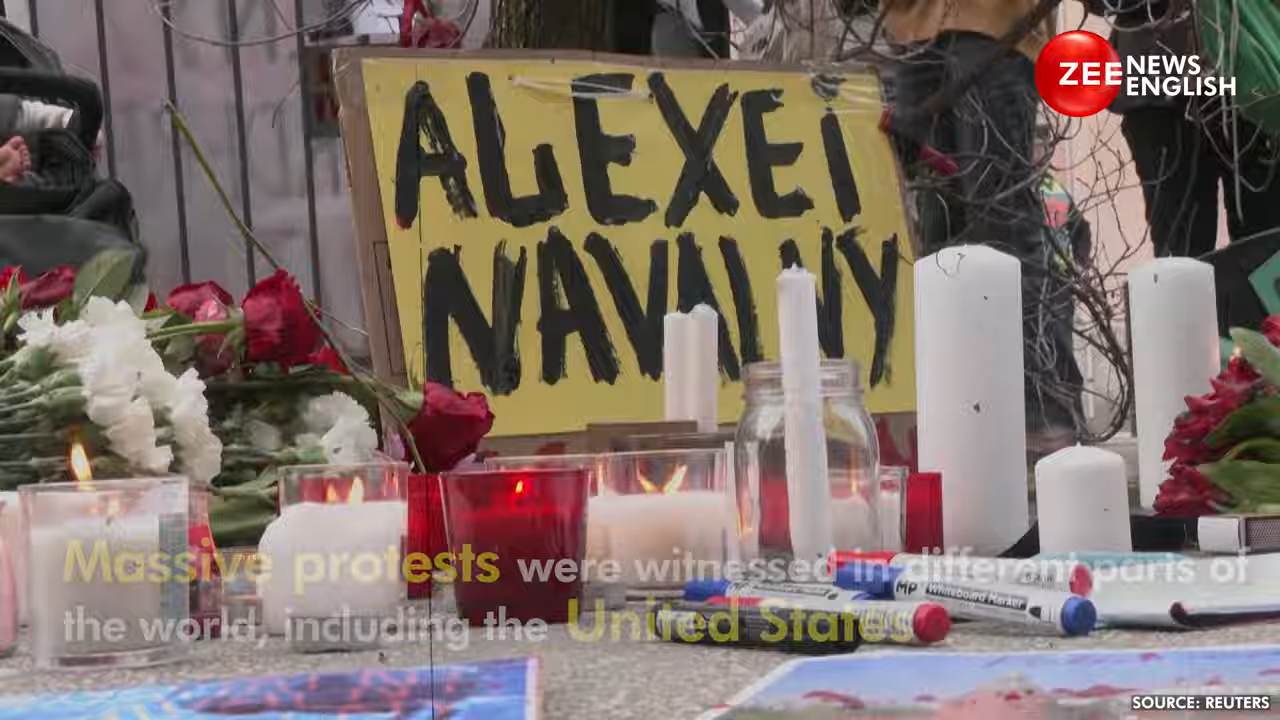 ALEXEI
NAVALNY
ZEE NEWS
ENGLISH
Massive protests were witnessed in different parts of
the world, including the United States
MP Whiteboard Marker
SOURCE: REUTERS